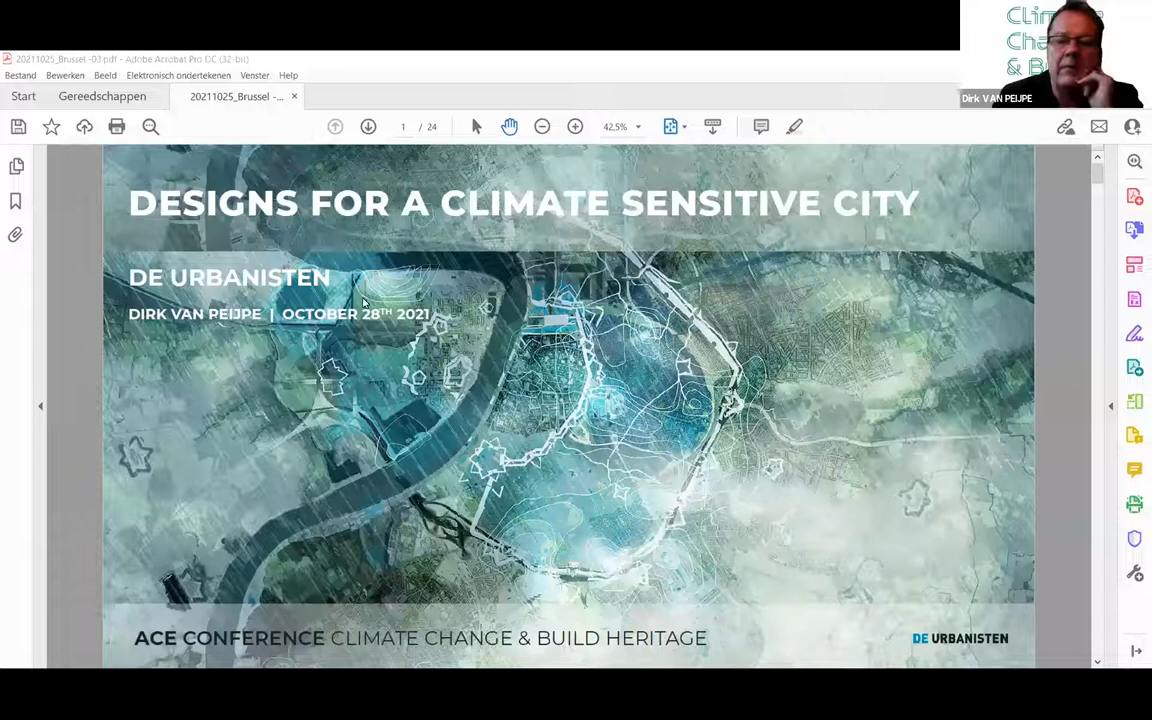 20211025_Brussel -03.pdf - Adobe Acrobat Pro DC (32-bit)
Bestand Bewerken Beeld Elektronisch ondertekenen Venster Help
Start Gereedschappen 20211025_Brussel -... ×
1 / 24 42,5%
Dirk VAN PEIJPE
DESIGNS FOR A CLIMATE SENSITIVE CITY
DE URBANISTEN
DIRK VAN PEIJPE | OCTOBER 28TH 2021
ACE CONFERENCE CLIMATE CHANGE & BUILD HERITAGE
DE URBANISTEN